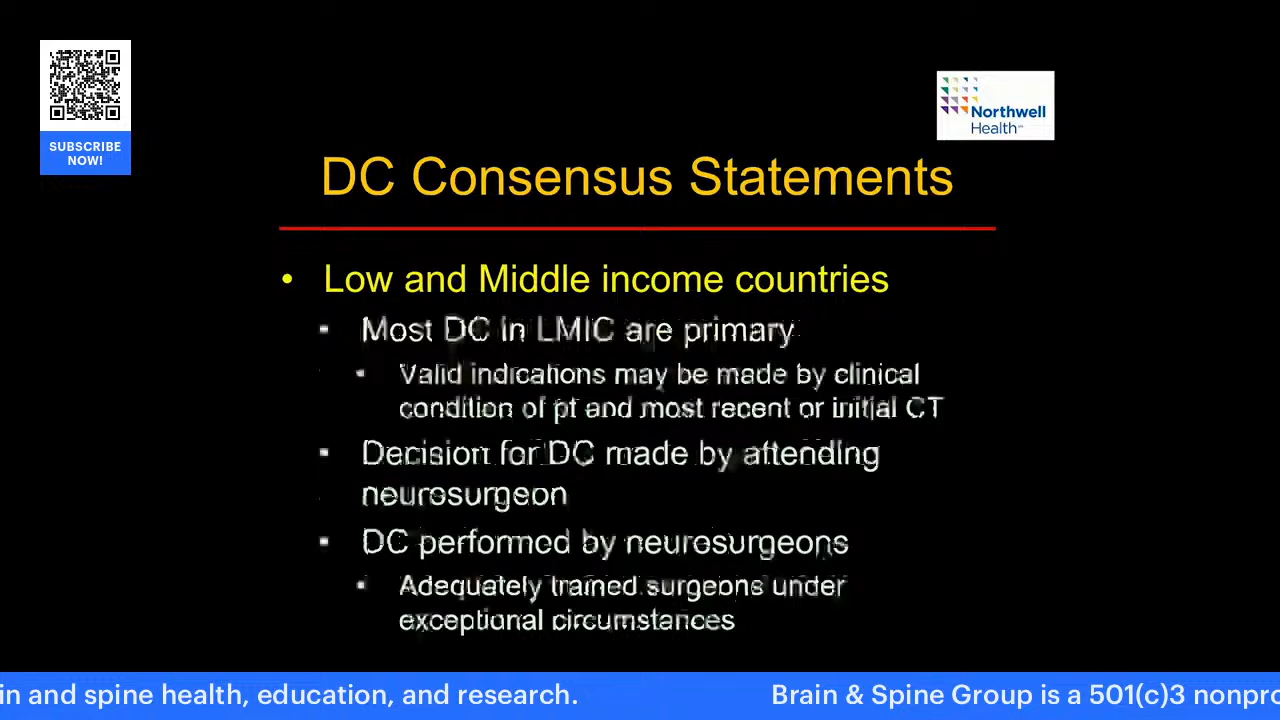 SUBSCRIBE
NOW!
Northwell
Health
DC Consensus Statements
• Low and Middle income countries
▪ Most DC in LMIC are primary
▪ Valid indications may be made by clinical
condition of pt and most recent or initial CT
▪ Decision for DC made by attending
neurosurgeon
▪ DC performed by neurosurgeons
▪ Adequately trained surgeons under
exceptional circumstances
in and spine health, education, and research. Brain & Spine Group is a 501(c)3 nonpro